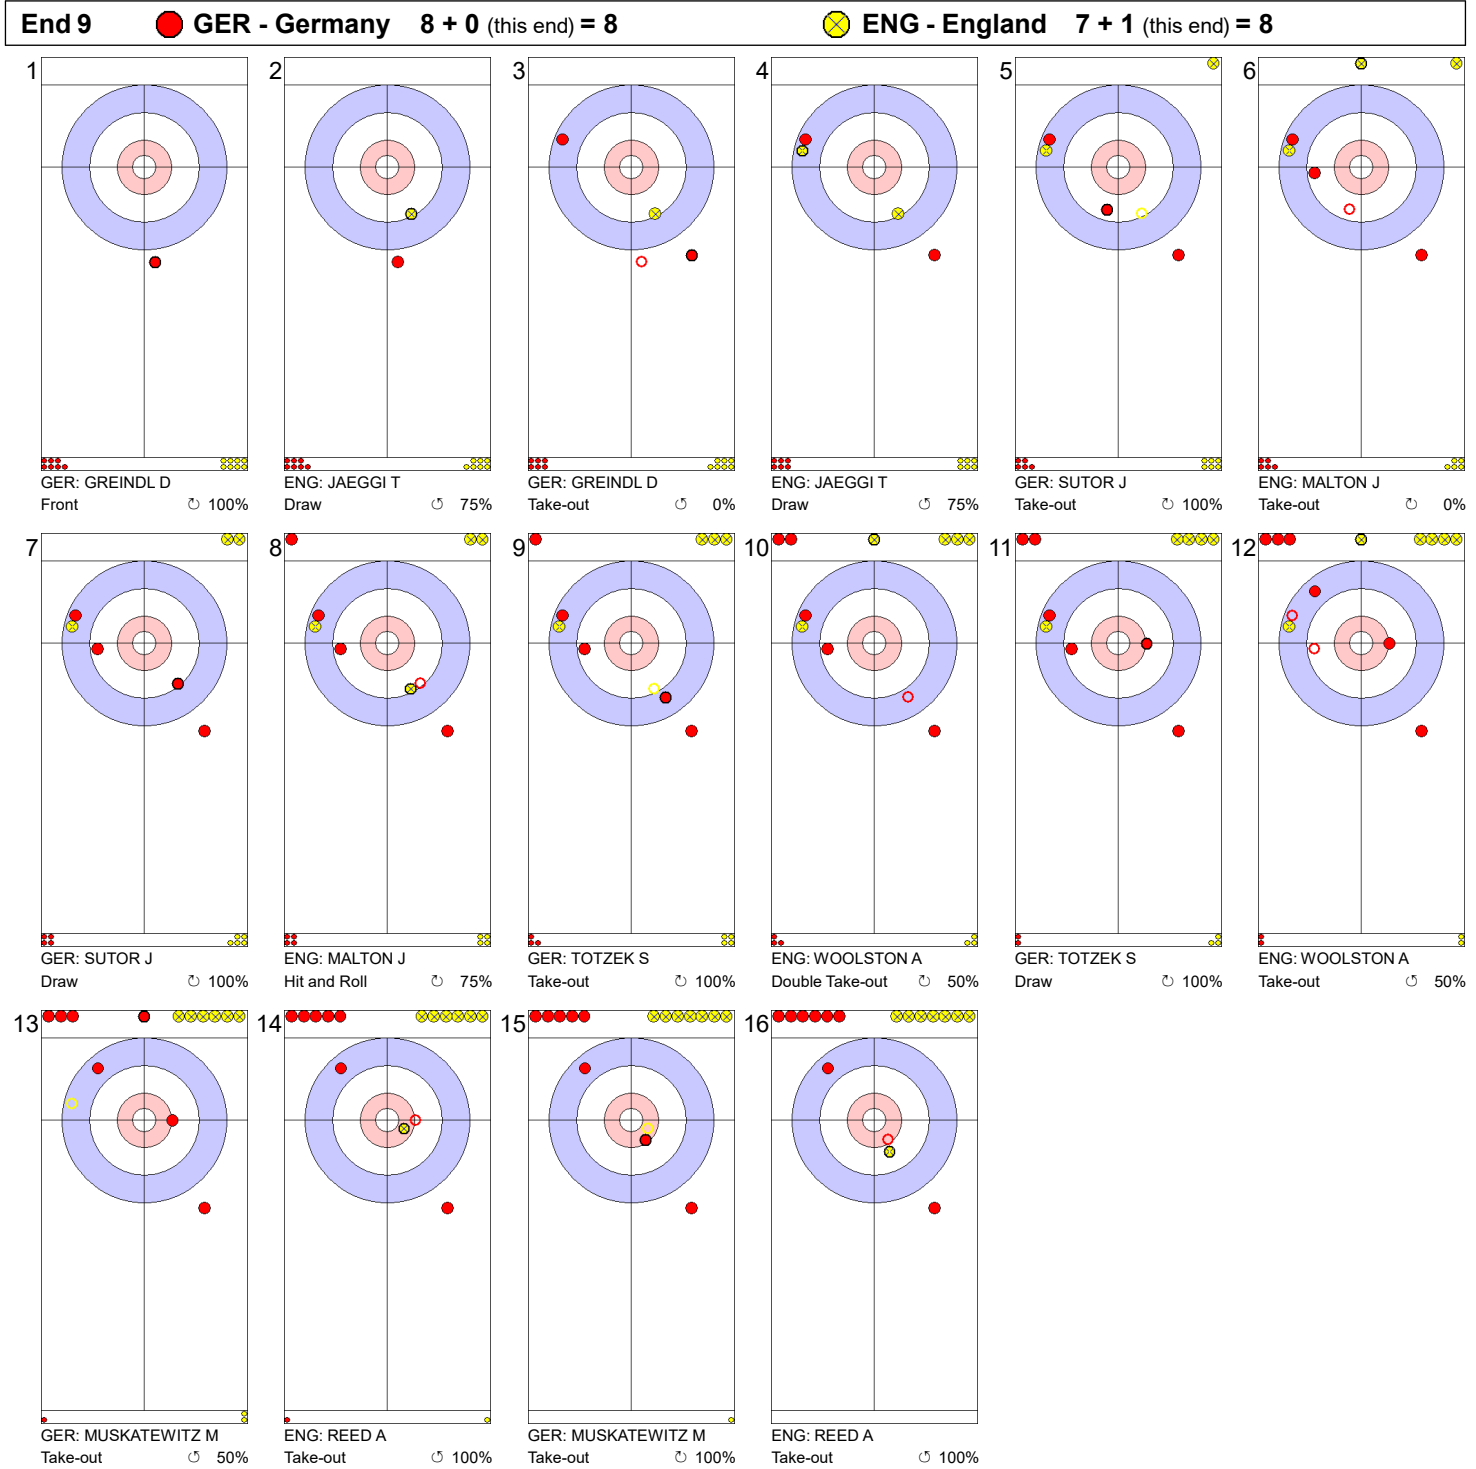 End 9 GER - Germany 8 + 0 (this end) = 8 ENG - England 7 + 1 (this end) = 8
1 2 3 4 5 6
GER: GREINDL D ENG: JAEGGI T GER: GREINDL D ENG: JAEGGI T GER: SUTOR J ENG: MALTON J
Front ↻ 100% Draw ↺ 75% Take-out ↺ 0% Draw ↺ 75% Take-out ↻ 100% Take-out ↻ 0%
7 8 9 10 11 12
GER: SUTOR J ENG: MALTON J GER: TOTZEK S ENG: WOOLSTON A GER: TOTZEK S ENG: WOOLSTON A
Draw ↻ 100% Hit and Roll ↻ 75% Take-out ↻ 100% Double Take-out ↻ 50% Draw ↻ 100% Take-out ↺ 50%
13 14 15 16
GER: MUSKATEWITZ M ENG: REED A GER: MUSKATEWITZ M ENG: REED A
Take-out ↺ 50% Take-out ↺ 100% Take-out ↻ 100% Take-out ↺ 100%